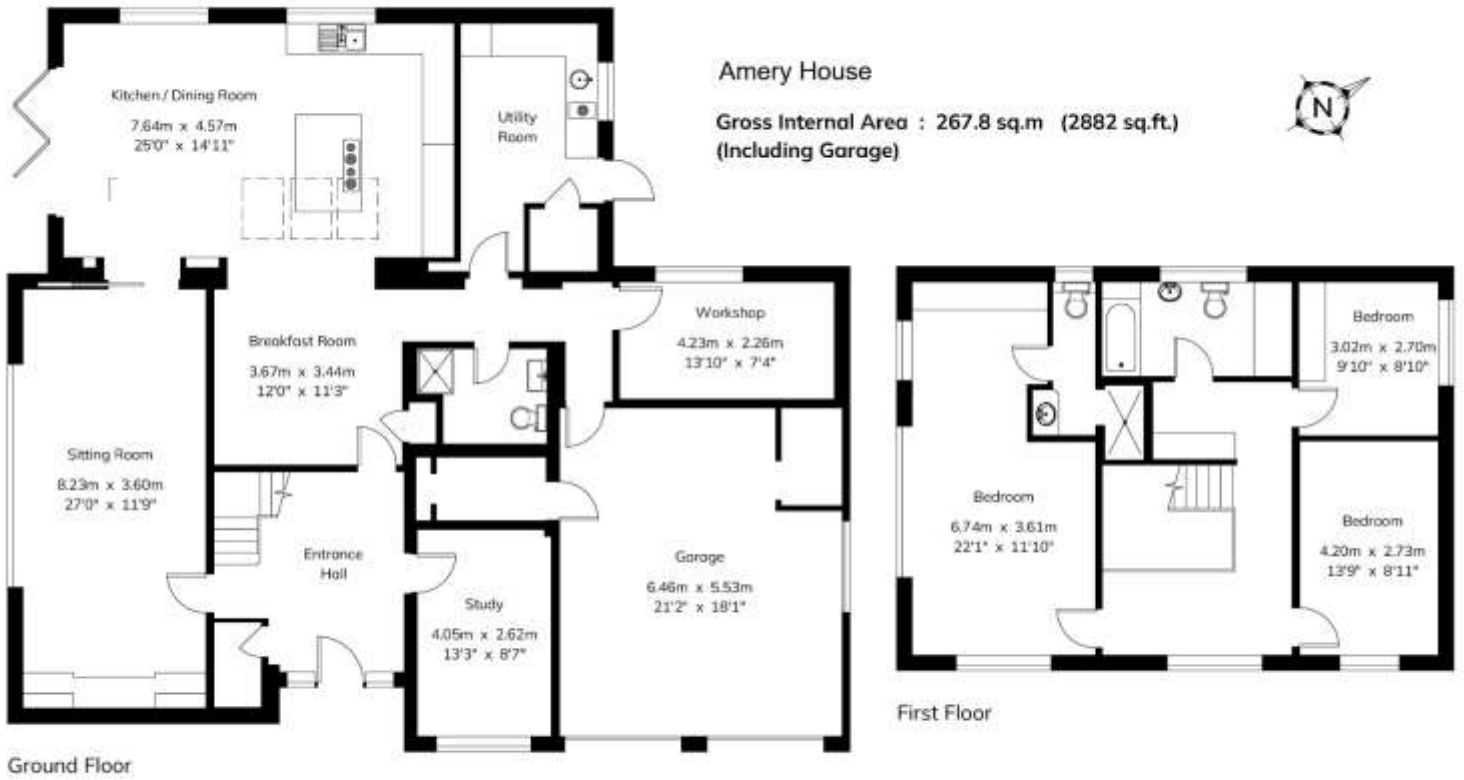 Amery House
Gross Internal Area : 267.8 sq.m (2882 sq.ft.)
(Including Garage)
N
Kitchen / Dining Room
7.64m x 4.57m
25'0" x 14'11"
Utility
Room
Breakfast Room
3.67m x 3.44m
12'0" x 11'3"
Workshop
4.23m x 2.26m
13'10" x 7'4"
Sitting Room
8.23m x 3.60m
27'0" x 11'9"
Entrance
Hall
Study
4.05m x 2.62m
13'3" x 8'7"
Garage
6.46m x 5.53m
21'2" x 18'1"
Ground Floor
Bedroom
3.02m x 2.70m
9'10" x 8'10"
Bedroom
6.74m x 3.61m
22'1" x 11'10"
Bedroom
4.20m x 2.73m
13'9" x 8'11"
First Floor